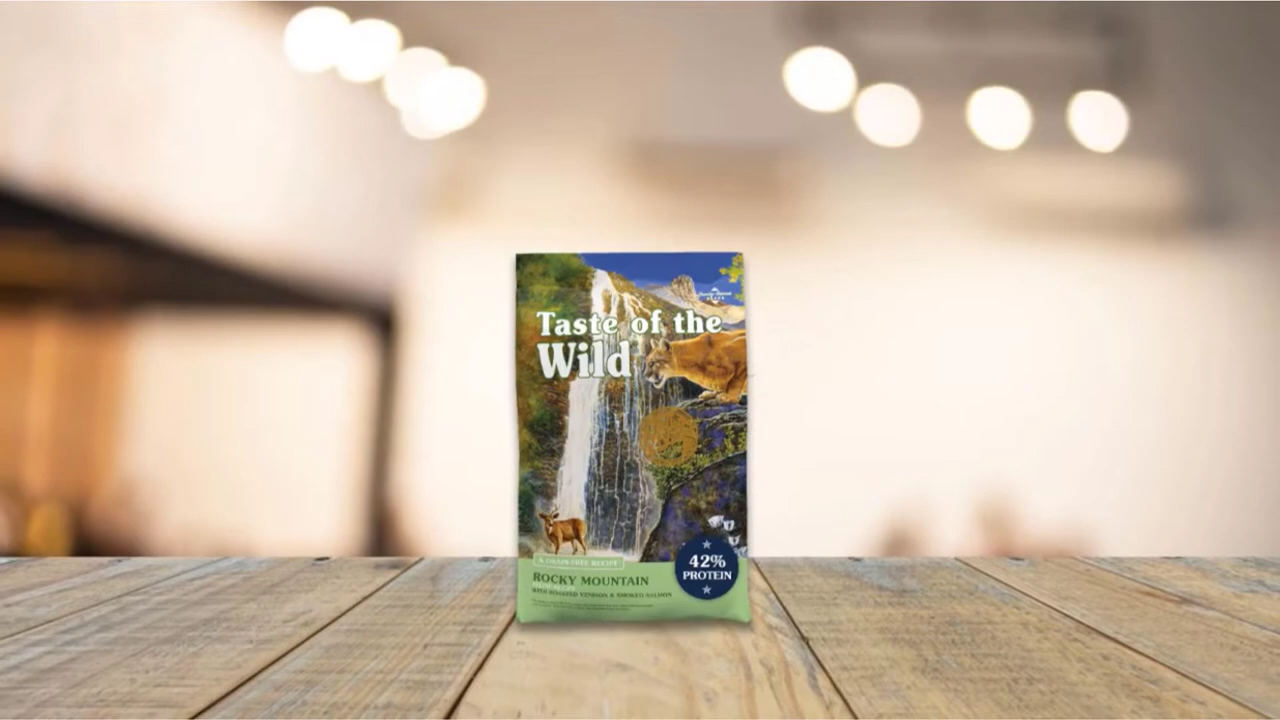 Taste of the
Wild
A GRAIN-FREE RECIPE
ROCKY MOUNTAIN
WITH ROASTED VENISON & SMOKED SALMON
42%
PROTEIN